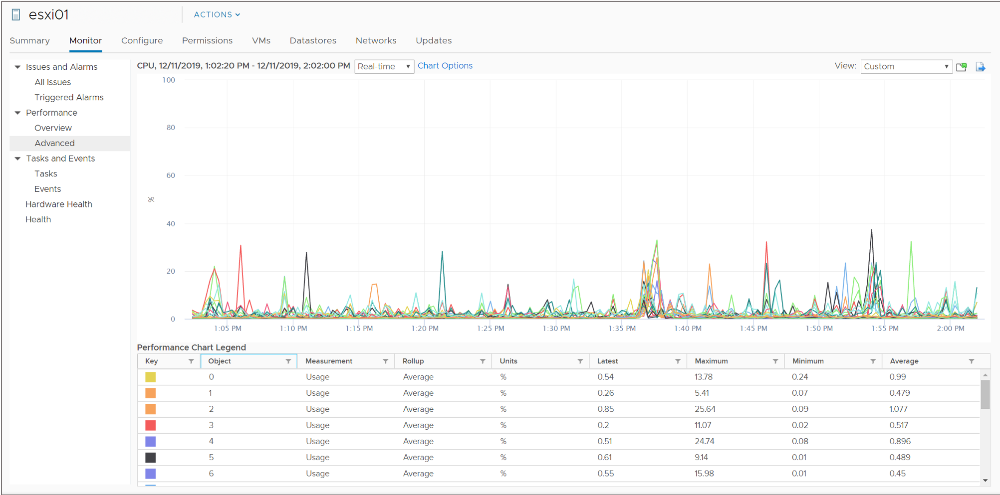 esxi01
ACTIONS
Summary Monitor Configure Permissions VMs Datastores Networks Updates
Issues and Alarms
All Issues
Triggered Alarms
Performance
Overview
Advanced
Tasks and Events
Tasks
Events
Hardware Health
Health
CPU, 12/11/2019, 1:02:20 PM - 12/11/2019, 2:02:00 PM Real-time Chart Options View: Custom
100
80
60
%
40
20
0
1:05 PM 1:10 PM 1:15 PM 1:20 PM 1:25 PM 1:30 PM 1:35 PM 1:40 PM 1:45 PM 1:50 PM 1:55 PM 2:00 PM
Performance Chart Legend
Key Object Measurement Rollup Units Latest Maximum Minimum Average
0 Usage Average % 0.54 13.78 0.24 0.99
1 Usage Average % 0.26 5.41 0.07 0.479
2 Usage Average % 0.85 25.64 0.09 1.077
3 Usage Average % 0.2 11.07 0.02 0.517
4 Usage Average % 0.51 24.74 0.08 0.896
5 Usage Average % 0.61 9.14 0.01 0.489
6 Usage Average % 0.55 15.98 0.01 0.45